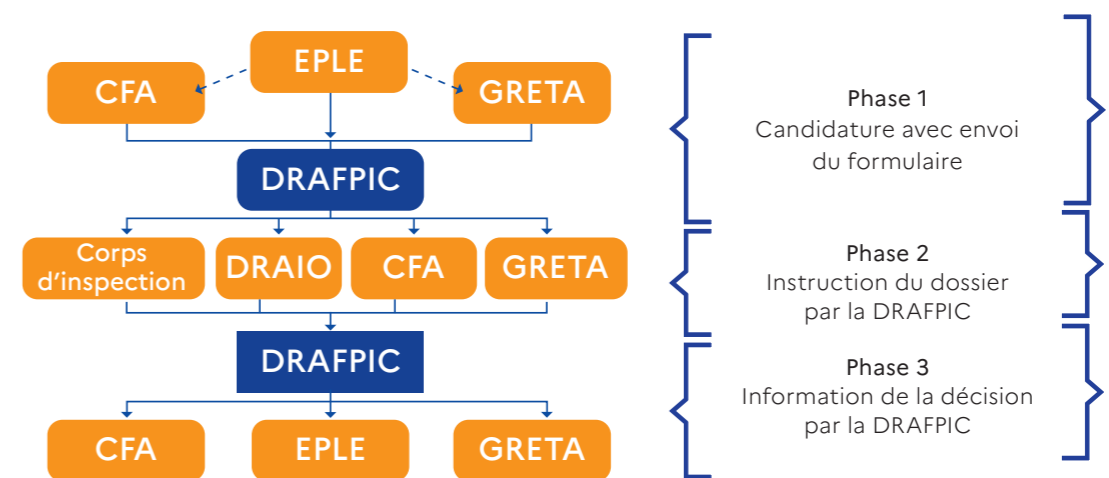 EPLE
CFA
GRETA
DRAFPIC
Corps
d'inspection
DRAIO
CFA
GRETA
DRAFPIC
CFA
EPLE
GRETA
Phase 1
Candidature avec envoi
du formulaire
Phase 2
Instruction du dossier
par la DRAFPIC
Phase 3
Information de la décision
par la DRAFPIC